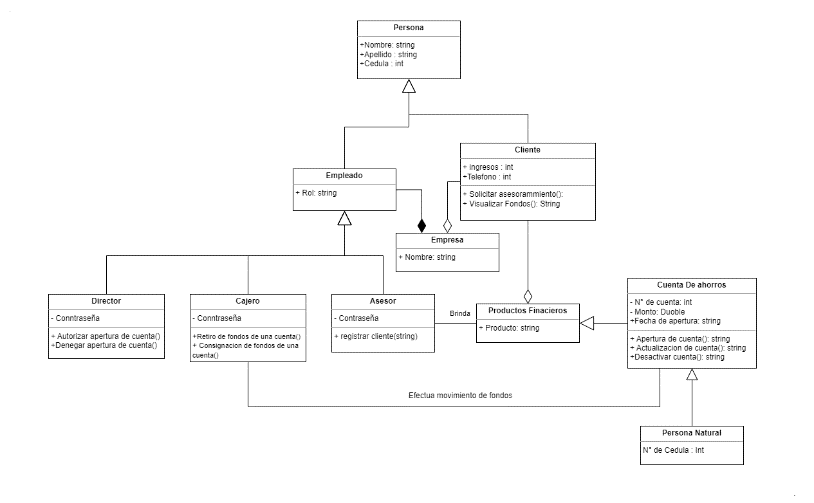 Persona
+Nombre: string
+Apellido : string
+Cedula : int
Cliente
+ ingresos : int
+Telefono : int
+ Solicitar asesorammiento():
+ Visualizar Fondos(): String
Empleado
+ Rol: string
Empresa
+ Nombre: string
Director
- Conntraseña
+ Autorizar apertura de cuenta()
+Denegar apertura de cuenta()
Cajero
- Conntraseña
+Retiro de fondos de una cuenta()
+ Consignacion de fondos de una
cuenta()
Asesor
- Contraseña
+ registrar cliente(string)
Brinda
Productos Finacieros
+ Producto: string
Cuenta De ahorros
- N° de cuenta: int
- Monto: Duoble
+Fecha de apertura: string
+ Apertura de cuenta(): string
+ Actualizacion de cuenta(): string
+Desactivar cuenta(): string
Efectua movimiento de fondos
Persona Natural
N° de Cedula : Int